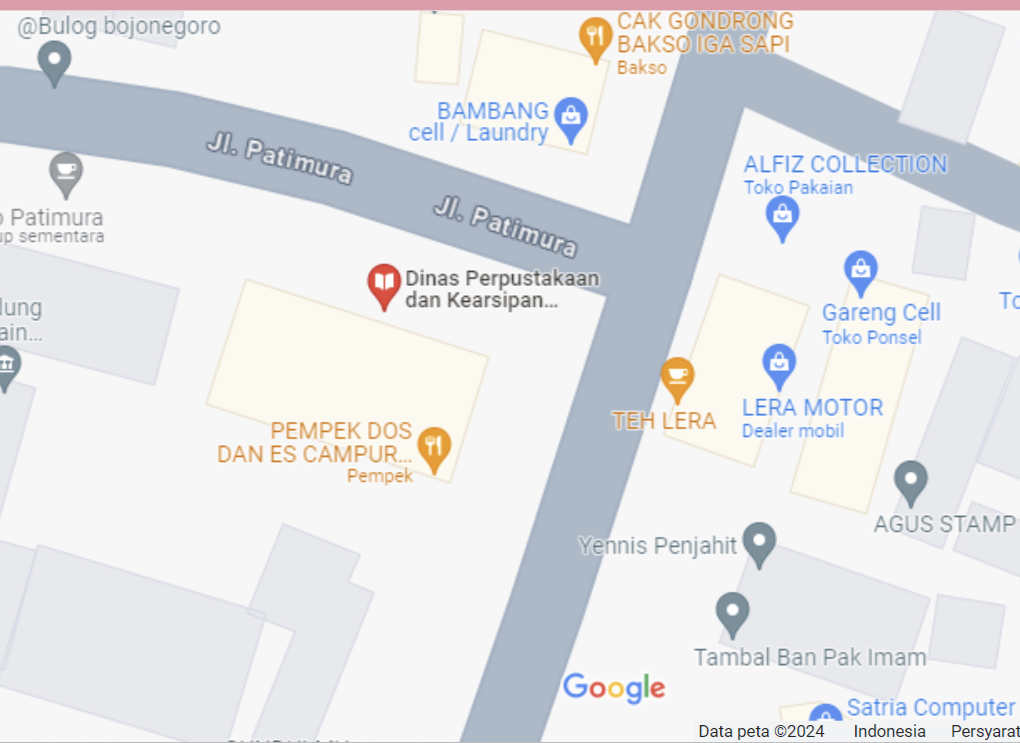 @Bulog bojonegoro
CAK GONDRONG
BAKSO IGA SAPI
Bakso
BAMBANG
cell / Laundry
Jl. Patimura
Jl. Patimura
ALFIZ COLLECTION
Toko Pakaian
Patimura
sementara
Dinas Perpustakaan
dan Kearsipan...
Gareng Cell
Toko Ponsel
TEH LERA
LERA MOTOR
Dealer mobil
PEMPEK DOS
DAN ES CAMPUR...
Pempek
AGUS STAMP
Yennis Penjahit
Tambal Ban Pak Imam
Google
Satria Computer
Data peta ©2024 Indonesia Persyarat